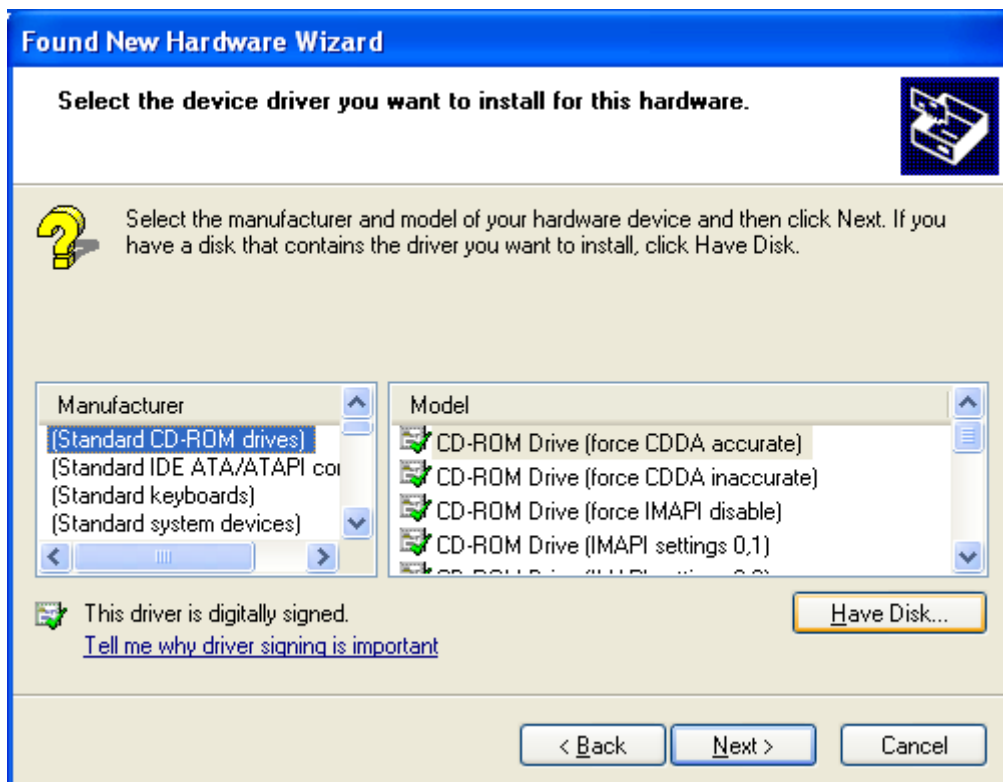 Found New Hardware Wizard
Select the device driver you want to install for this hardware.
Select the manufacturer and model of your hardware device and then click Next. If you
have a disk that contains the driver you want to install, click Have Disk.
Manufacturer
(Standard CD-ROM drives)
(Standard IDE ATA/ATAPI
(Standard keyboards)
(Standard system devices)
Model
CD-ROM Drive (force CDDA accurate)
CD-ROM Drive (force CDDA inaccurate)
CD-ROM Drive (force IMAPI disable)
CD-ROM Drive (IMAPI settings 0,1)
This driver is digitally signed.
Tell me why driver signing is important
Have Disk...
< Back
Next >
Cancel